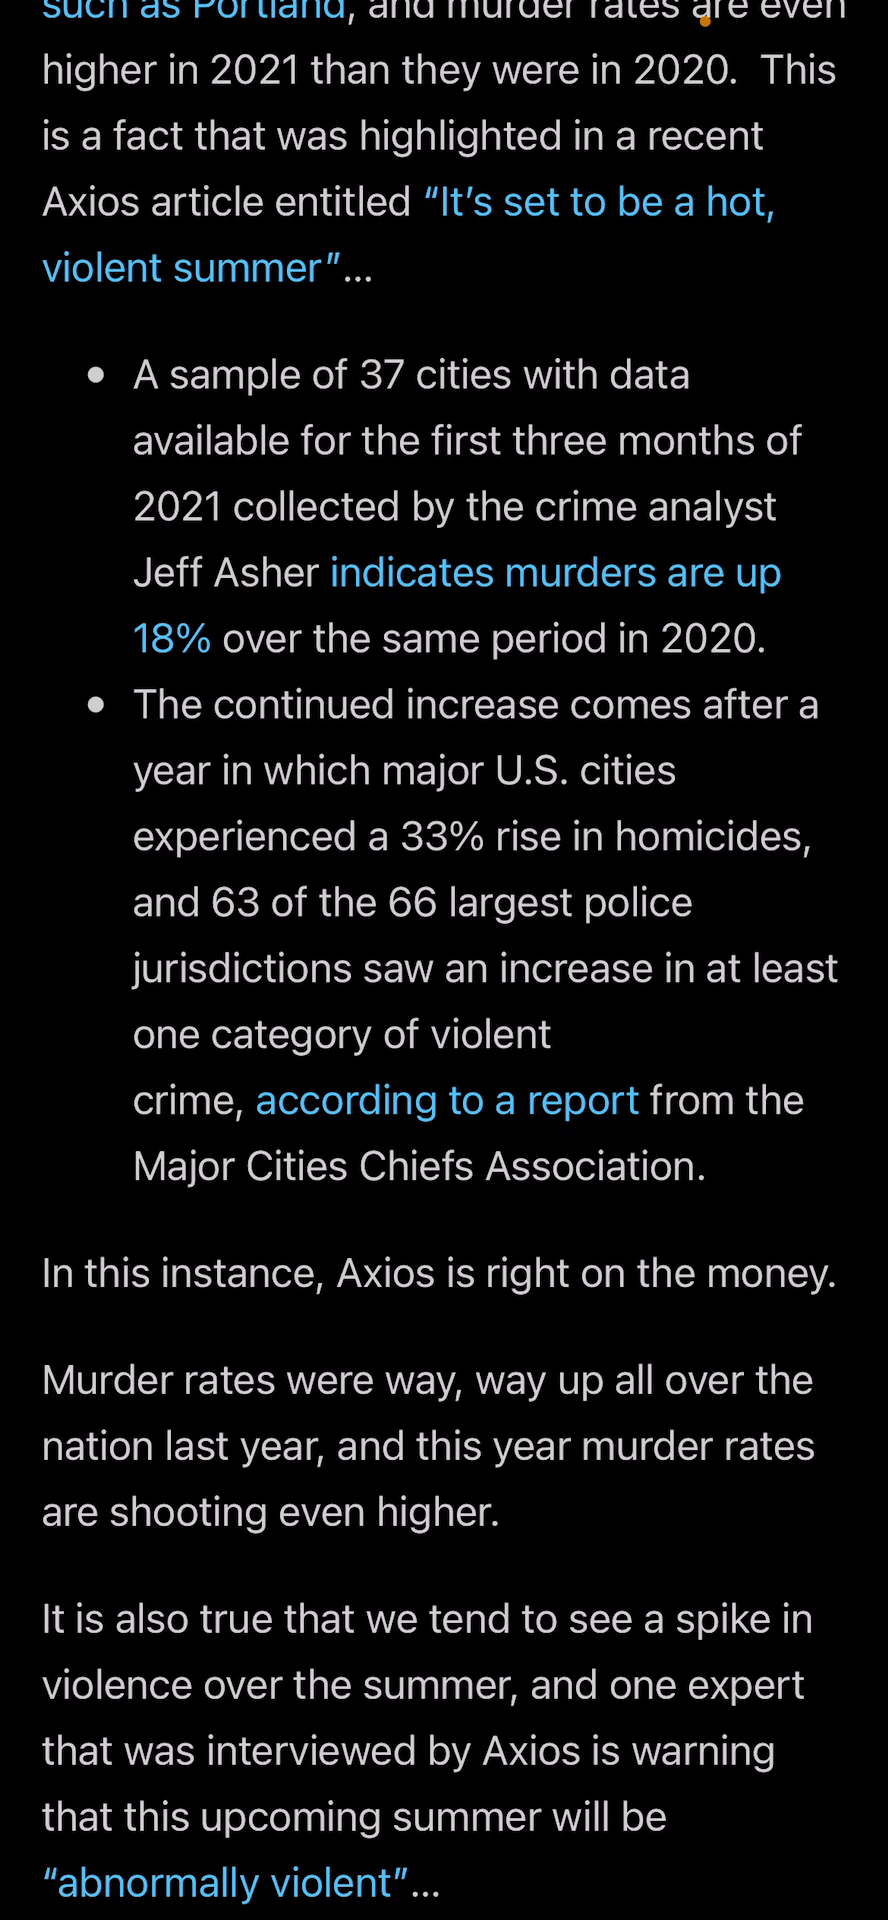 such as Portland, and murder rates are even
higher in 2021 than they were in 2020.  This
is a fact that was highlighted in a recent
Axios article entitled “It’s set to be a hot,
violent summer”…
• A sample of 37 cities with data
available for the first three months of
2021 collected by the crime analyst
Jeff Asher indicates murders are up
18% over the same period in 2020.
• The continued increase comes after a
year in which major U.S. cities
experienced a 33% rise in homicides,
and 63 of the 66 largest police
jurisdictions saw an increase in at least
one category of violent
crime, according to a report from the
Major Cities Chiefs Association.
In this instance, Axios is right on the money.
Murder rates were way, way up all over the
nation last year, and this year murder rates
are shooting even higher.
It is also true that we tend to see a spike in
violence over the summer, and one expert
that was interviewed by Axios is warning
that this upcoming summer will be
“abnormally violent”…